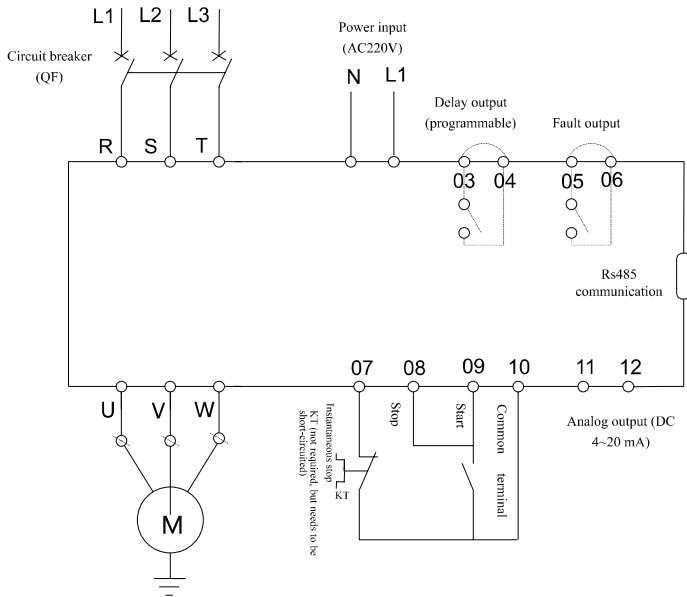 L1 L2 L3
Circuit breaker
(QF)
Power input
(AC220V)
N L1
Delay output
(programmable)
Fault output
R S T
03 04 05 06
Rs485
communication
07 08 09 10 11 12
U V W
Analog output (DC
4~20 mA)
Instantaneous stop
KT (not required, but needs to be
short-circuited)
KT
Stop
Start
Common terminal
M